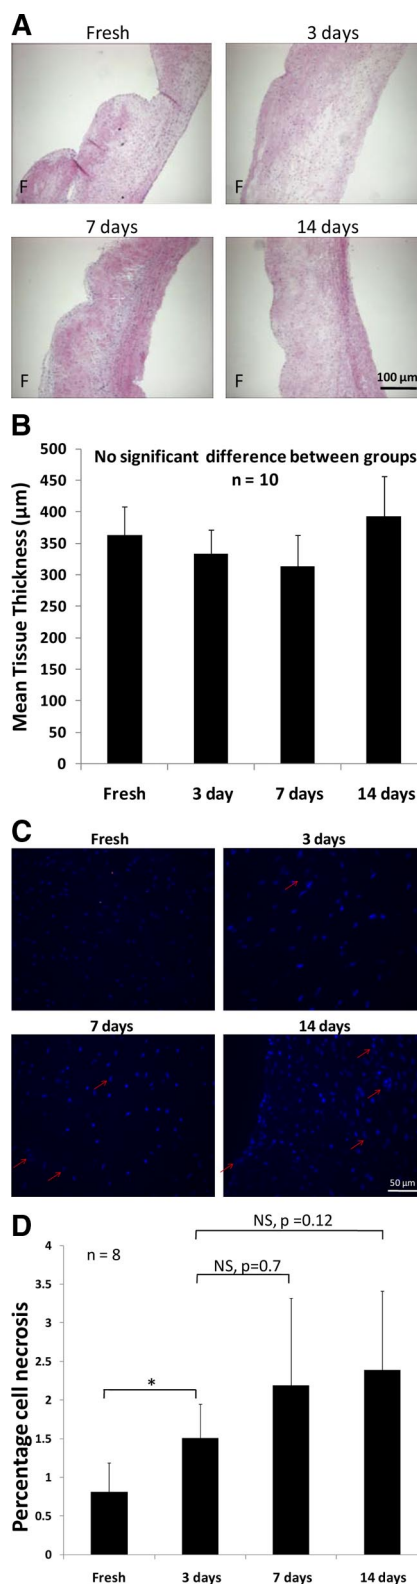 A
Fresh
3 days
F
F
7 days
14 days
F
F
100 µm
B
500
450
400
350
300
250
200
150
100
50
0
Mean Tissue Thickness (µm)
No significant difference between groups
n = 10
Fresh
3 day
7 days
14 days
C
Fresh
3 days
7 days
14 days
50 µm
D
NS, p =0.12
NS, p=0.7
n = 8
*
4
3.5
3
2.5
2
1.5
1
0.5
0
Percentage cell necrosis
Fresh
3 days
7 days
14 days